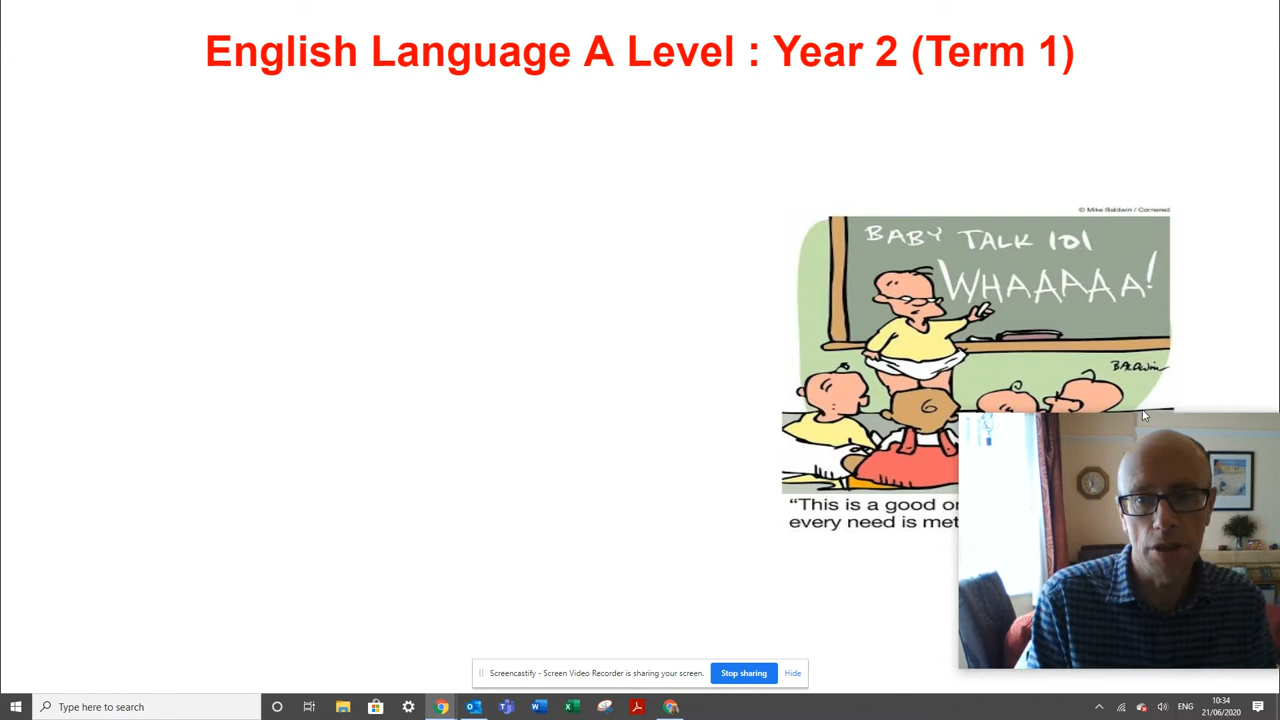 English Language A Level : Year 2 (Term 1)
© Mike Baldwin / Cornered
BABY TALK 101
WHAAAAA!
BALDWIN
"This is a good
every need is met
Screencastify - Screen Video Recorder is sharing your screen.
Stop sharing
Hide
Type here to search
ENG
10:34
21/06/2020